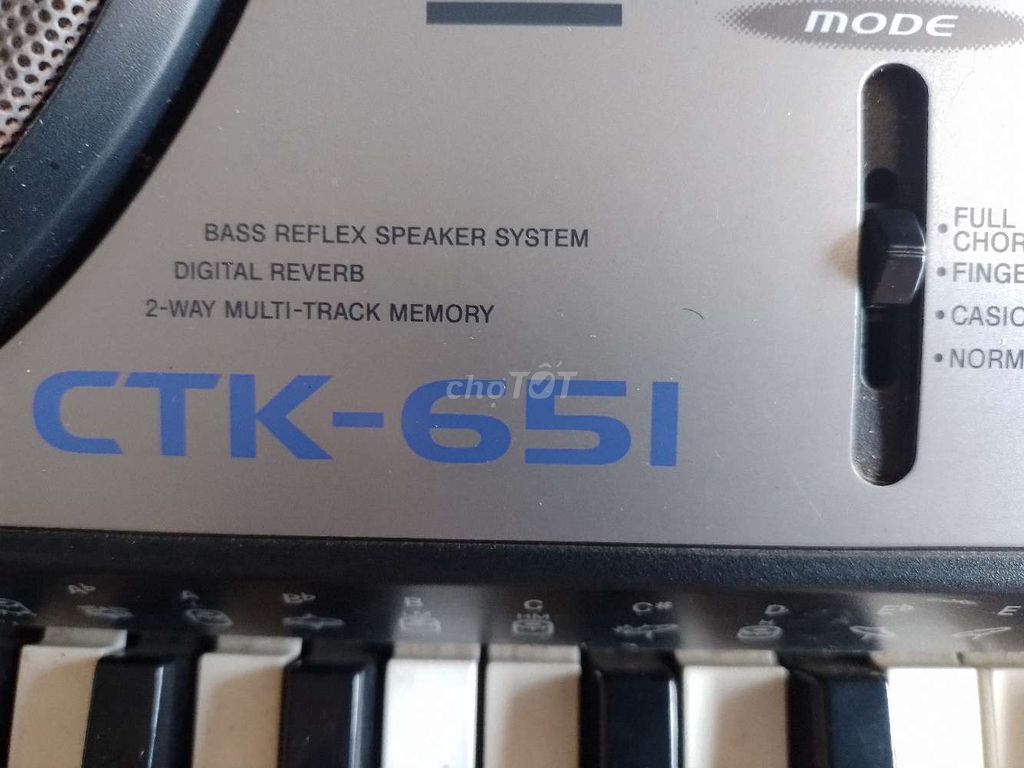 MODE
BASS REFLEX SPEAKER SYSTEM
DIGITAL REVERB
2-WAY MULTI-TRACK MEMORY
• FULL
CHOR
• FINGE
• CASIO
• NORM
CTK-651
chợTỐT
A♭ A B♭ B C C# D E♭ E